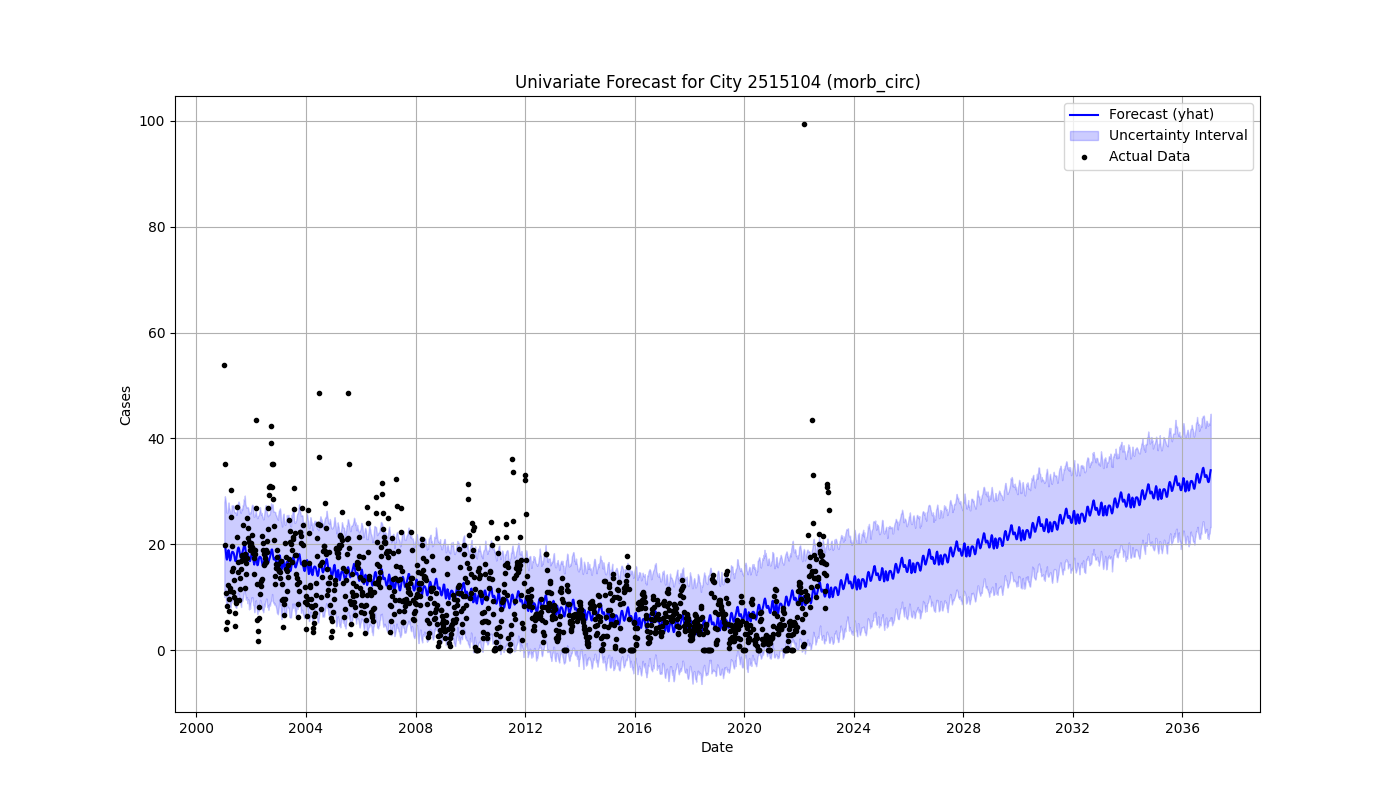 Univariate Forecast for City 2515104 (morb_circ)
Forecast (yhat)
Uncertainty Interval
Actual Data
100
80
60
40
20
0
Cases
2000 2004 2008 2012 2016 2020 2024 2028 2032 2036
Date